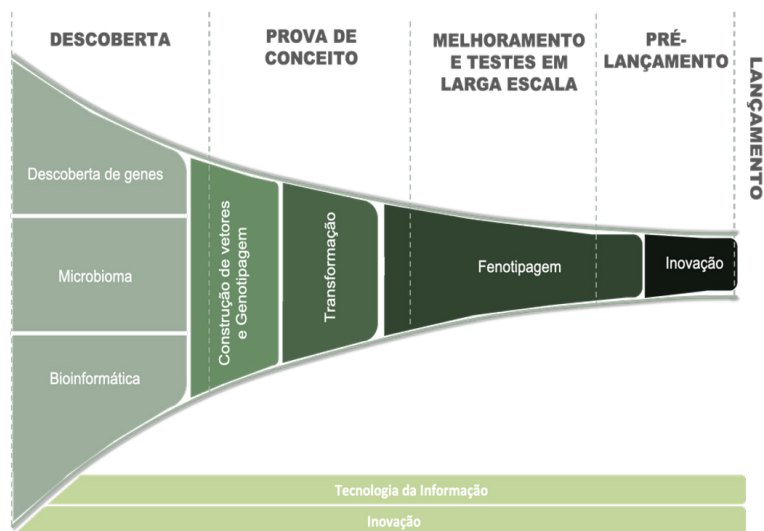 DESCOBERTA
PROVA DE
CONCEITO
MELHORAMENTO
E TESTES EM
LARGA ESCALA
PRÉ-
LANÇAMENTO
LANÇAMENTO
Descoberta de genes
Microbioma
Bioinformática
Construção de vetores
e Genotipagem
Transformação
Fenotipagem
Inovação
Tecnologia da Informação
Inovação